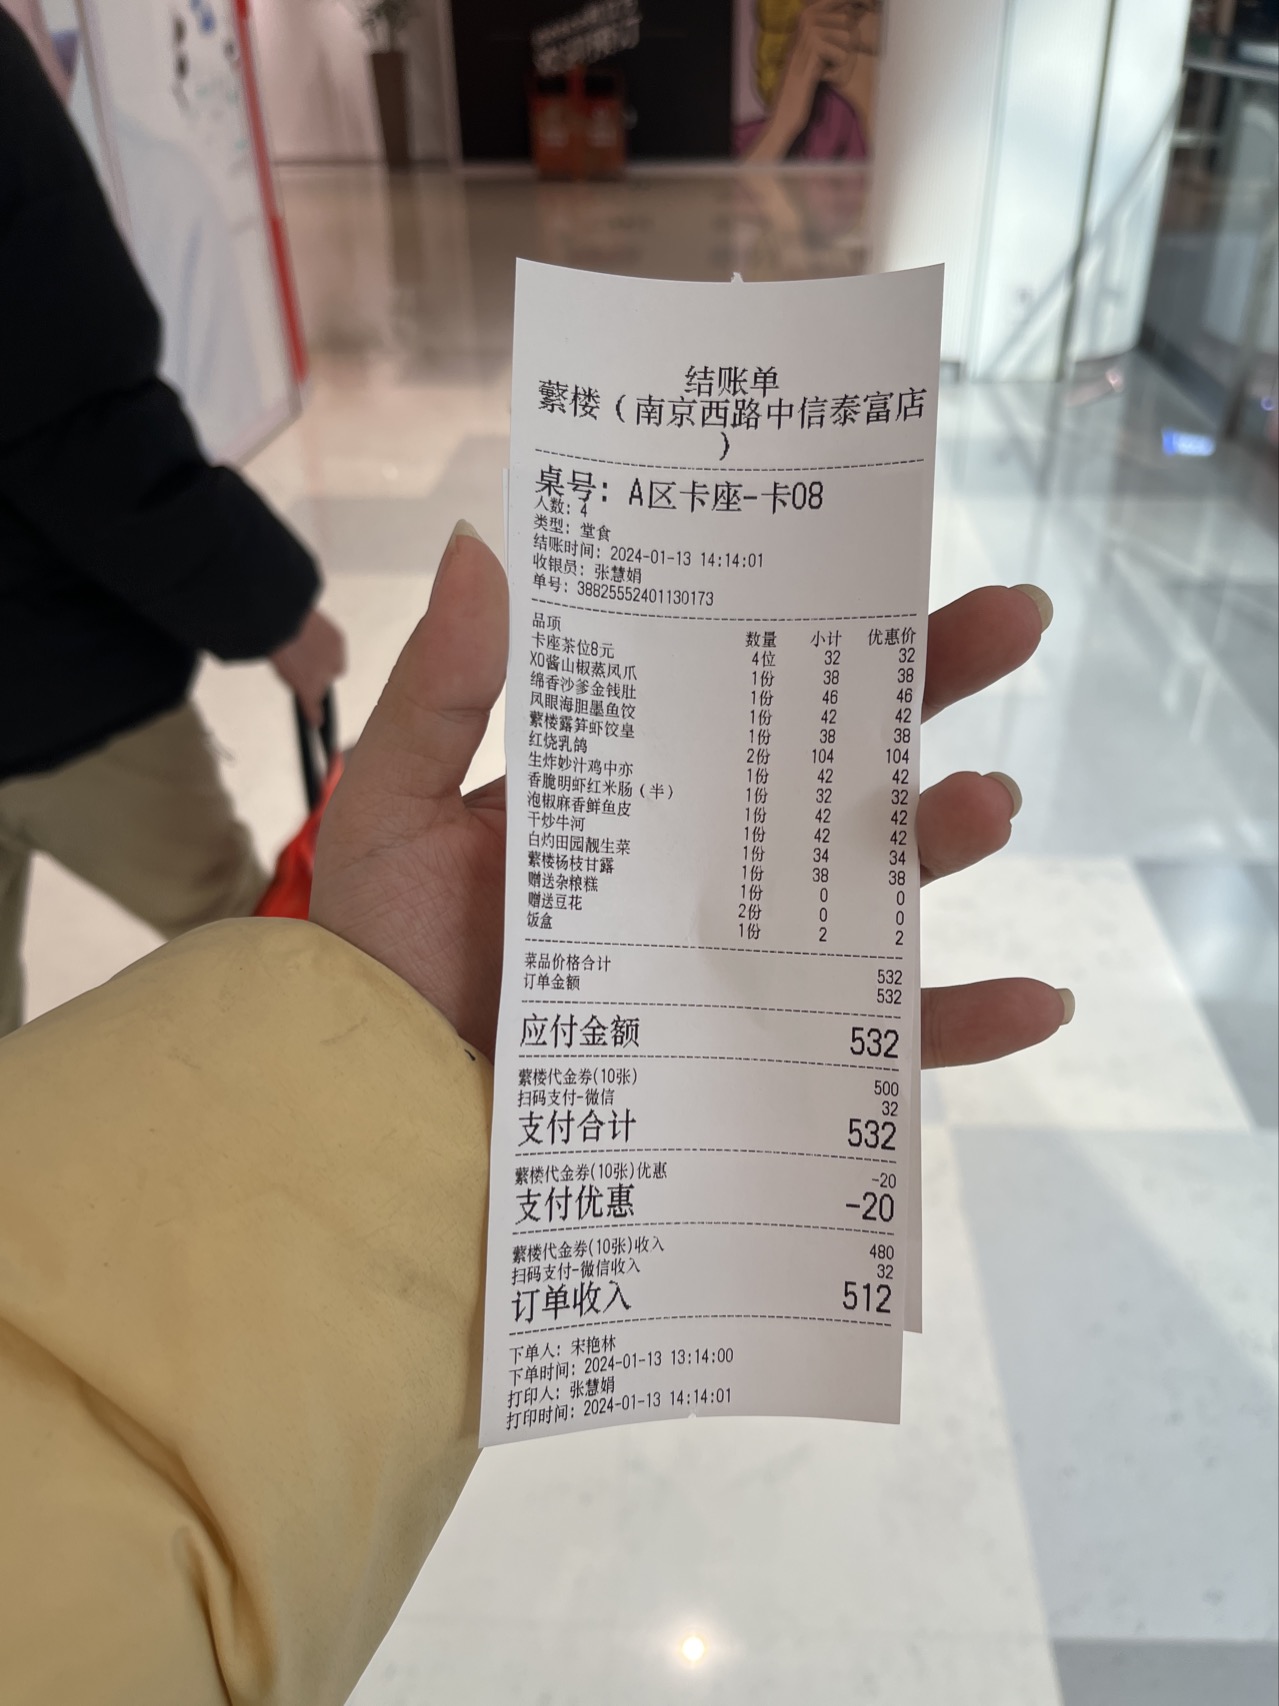 结账单
蘩楼（南京西路中信泰富店
）
桌号: A区卡座-卡08
人数: 4
类型: 堂食
结账时间: 2024-01-13 14:14:01
收银员: 张慧娟
单号: 38825552401130173
品项 数量 小计 优惠价
卡座茶位8元 4位 32 32
XO酱山椒蒸凤爪 1份 38 38
绵香沙爹金钱肚 1份 46 46
凤眼海胆墨鱼饺 1份 42 42
蘩楼露笋虾饺皇 1份 38 38
红烧乳鸽 2份 104 104
生炸妙汁鸡中亦 1份 42 42
香脆明虾红米肠（半） 1份 32 32
泡椒麻香鲜鱼皮 1份 42 42
干炒牛河 1份 42 42
白灼田园靓生菜 1份 34 34
蘩楼杨枝甘露 1份 38 38
赠送杂粮糕 1份 0 0
赠送豆花 2份 0 0
饭盒 1份 2 2
菜品价格合计 532
订单金额 532
应付金额 532
蘩楼代金券(10张) 500
扫码支付-微信 32
支付合计 532
蘩楼代金券(10张)优惠 -20
支付优惠 -20
蘩楼代金券(10张)收入 480
扫码支付-微信收入 32
订单收入 512
下单人: 宋艳林
下单时间: 2024-01-13 13:14:00
打印人: 张慧娟
打印时间: 2024-01-13 14:14:01